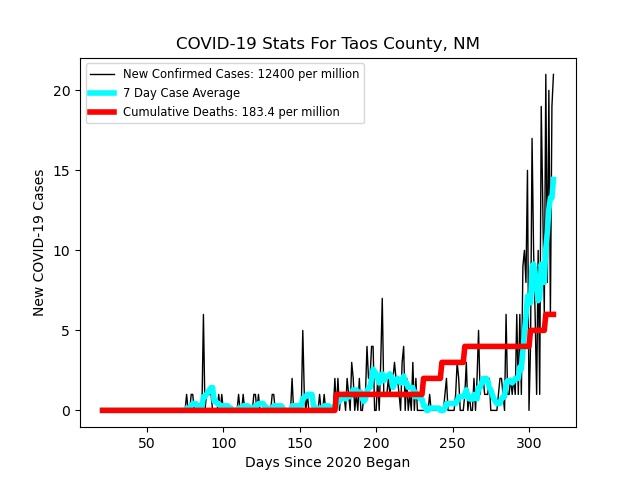 COVID-19 Stats For Taos County, NM
New Confirmed Cases: 12400 per million
7 Day Case Average
Cumulative Deaths: 183.4 per million
20
15
10
5
0
New COVID-19 Cases
50 100 150 200 250 300
Days Since 2020 Began